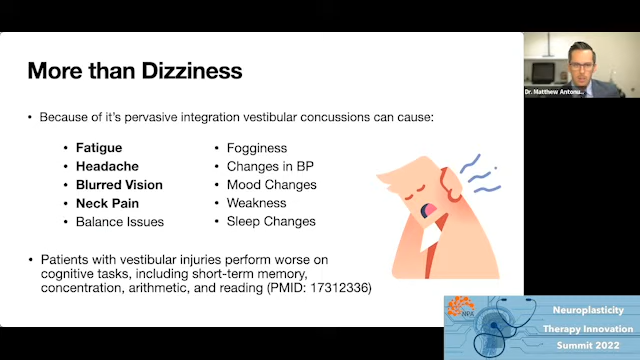 More than Dizziness
• Because of it's pervasive integration vestibular concussions can cause:
• Fatigue
• Headache
• Blurred Vision
• Neck Pain
• Balance Issues
• Fogginess
• Changes in BP
• Mood Changes
• Weakness
• Sleep Changes
• Patients with vestibular injuries perform worse on
cognitive tasks, including short-term memory,
concentration, arithmetic, and reading (PMID: 17312336)
Dr. Matthew
NPA
Neuroplasticity
Therapy Innovation
Summit 2022